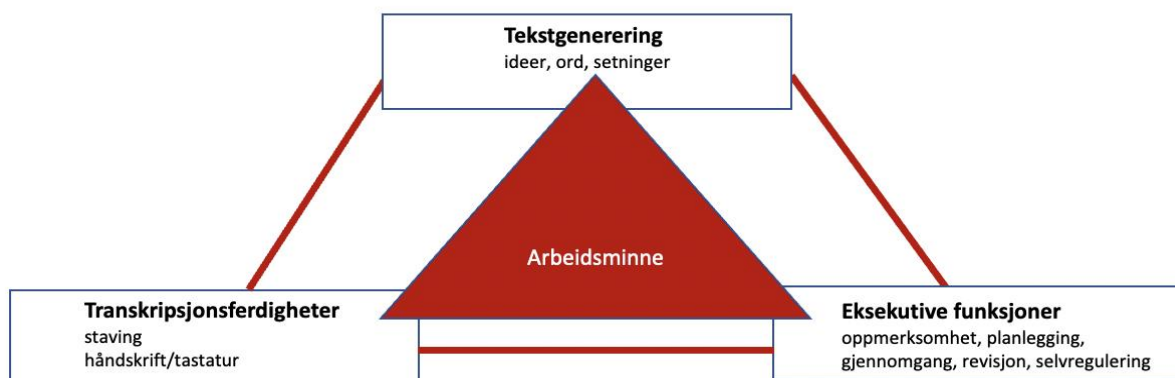 Tekstgenerering
ideer, ord, setninger
Arbeidsminne
Transkripsjonsferdigheter
staving
håndskrift/tastatur
Eksekutive funksjoner
oppmerksomhet, planlegging,
gjennomgang, revisjon, selvregulering